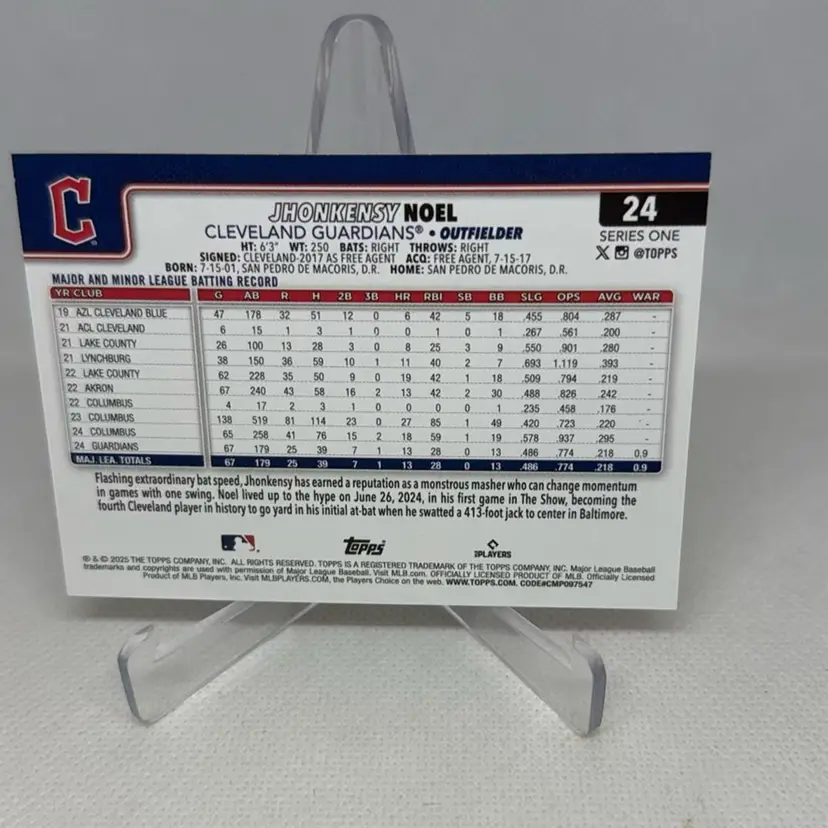 C
JHONKENSY NOEL
24
CLEVELAND GUARDIANS® • OUTFIELDER
SERIES ONE
HT: 6'3" WT: 250 BATS: RIGHT THROWS: RIGHT
@TOPPS
SIGNED: CLEVELAND-2017 AS FREE AGENT ACQ: FREE AGENT, 7-15-17
BORN: 7-15-01, SAN PEDRO DE MACORIS, D.R. HOME: SAN PEDRO DE MACORIS, D.R.
MAJOR AND MINOR LEAGUE BATTING RECORD
YR CLUB G AB R H 2B 3B HR RBI SB BB SLG OPS AVG WAR
19 AZL CLEVELAND BLUE 47 178 32 51 12 0 6 42 5 18 .455 .804 .287 -
21 ACL CLEVELAND 6 15 1 3 1 0 0 1 0 1 .267 .561 .200 -
21 LAKE COUNTY 26 100 13 28 3 0 8 25 3 9 .550 .901 .280 -
21 LYNCHBURG 38 150 36 59 10 1 11 40 2 7 .693 1.119 .393 -
22 LAKE COUNTY 62 228 35 50 9 0 19 42 1 18 .509 .794 .219 -
22 AKRON 67 240 43 58 16 2 13 42 2 30 .488 .826 .242 -
22 COLUMBUS 4 17 2 3 1 0 0 0 0 1 .235 .458 .176 -
23 COLUMBUS 138 519 81 114 23 0 27 85 1 49 .420 .723 .220 -
24 COLUMBUS 65 258 41 76 15 2 18 59 1 19 .578 .937 .295 -
24 GUARDIANS 67 179 25 39 7 1 13 28 0 13 .486 .774 .218 0.9
MAJ. LEA. TOTALS 67 179 25 39 7 1 13 28 0 13 .486 .774 .218 0.9
Flashing extraordinary bat speed, Jhonkensy has earned a reputation as a monstrous masher who can change momentum
in games with one swing. Noel lived up to the hype on June 26, 2024, in his first game in The Show, becoming the
fourth Cleveland player in history to go yard in his initial at-bat when he swatted a 413-foot jack to center in Baltimore.
Topps
PLAYERS
® & © 2025 THE TOPPS COMPANY, INC. ALL RIGHTS RESERVED. TOPPS IS A REGISTERED TRADEMARK OF THE TOPPS COMPANY, INC. Major League Baseball
trademarks and copyrights are used with permission of Major League Baseball. Visit MLB.com. OFFICIALLY LICENSED PRODUCT OF MLB. Officially Licensed
Product of MLB Players, Inc. Visit MLBPLAYERS.COM, the Players Choice on the web. WWW.TOPPS.COM. CODE#CMP097547